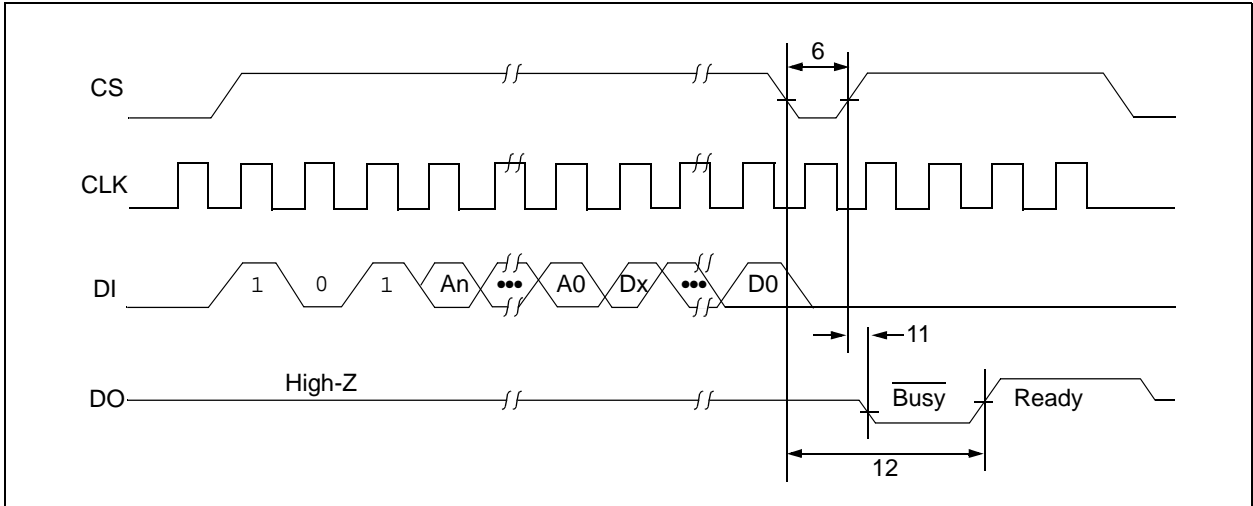 6
CS
CLK
DI 1 0 1 An ••• A0 Dx ••• D0
11
High-Z
DO Busy Ready
12